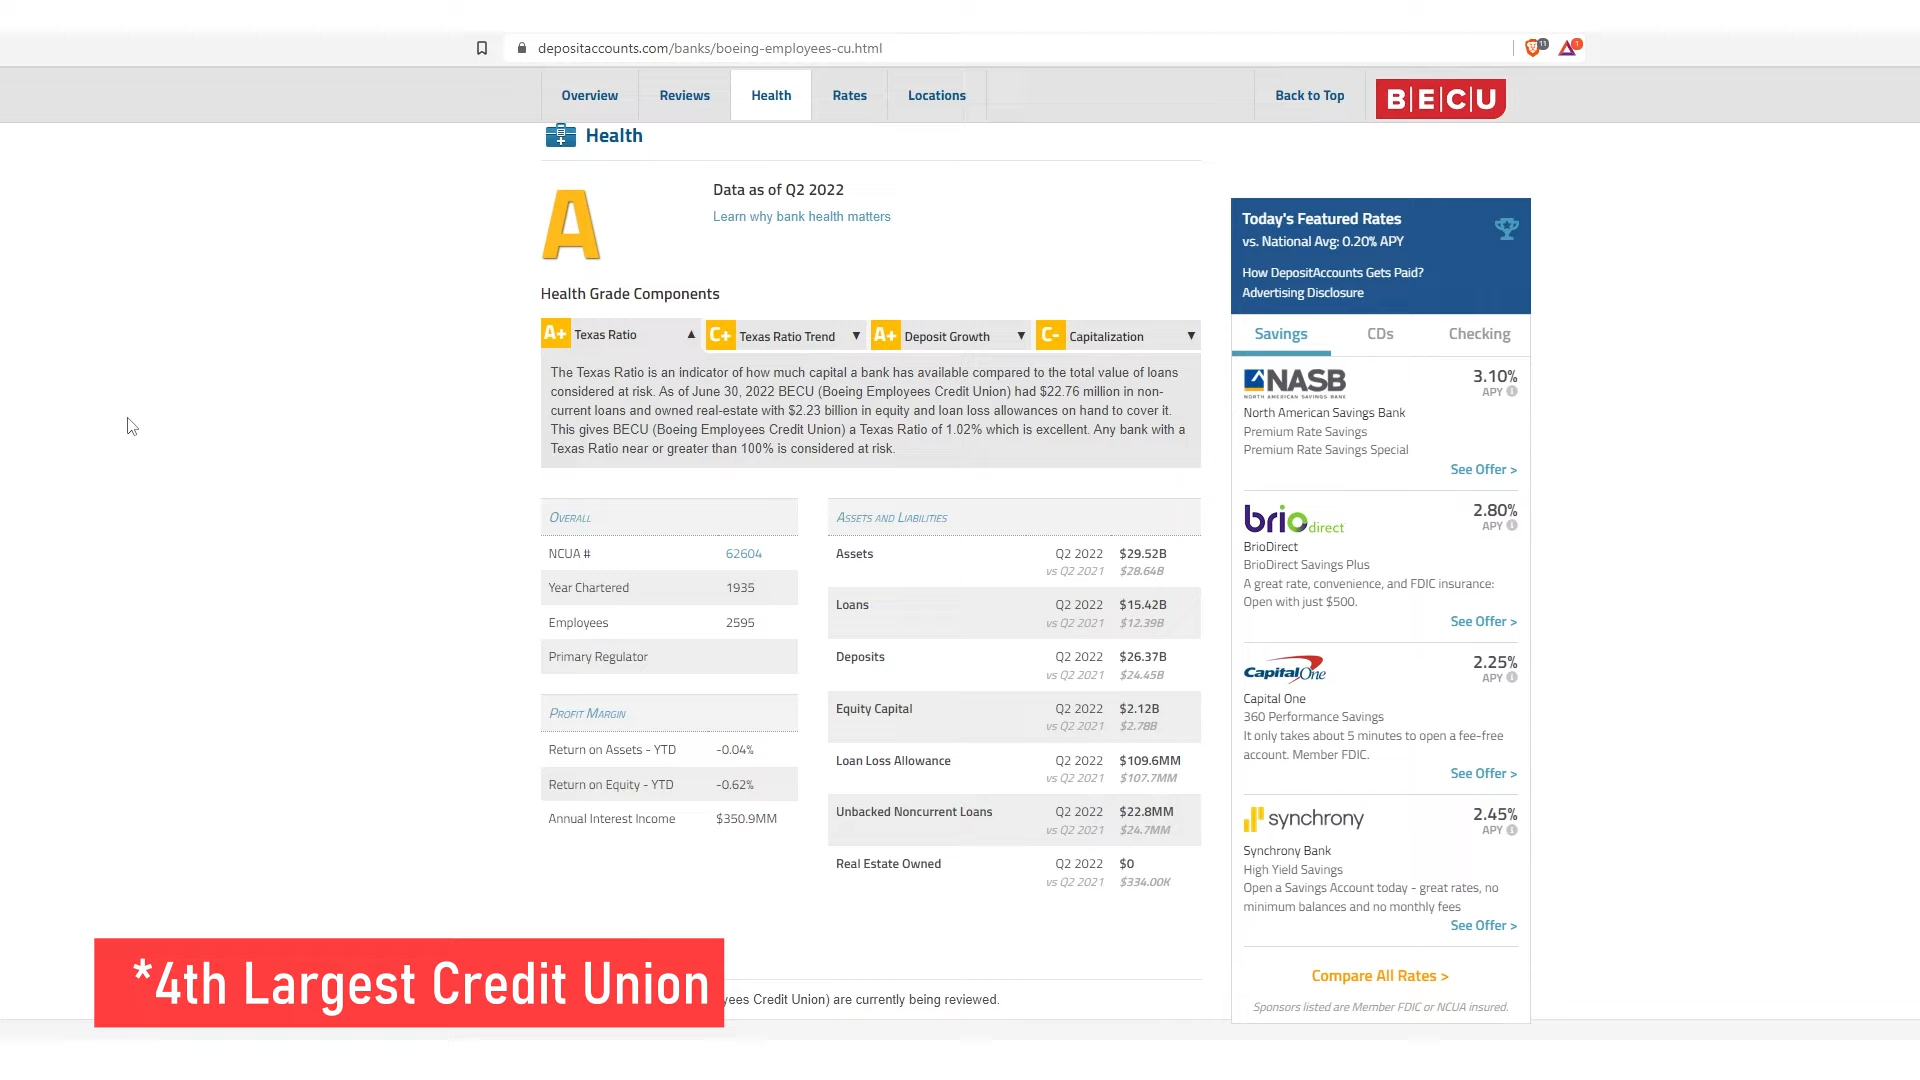 depositaccounts.com/banks/boeing-employees-cu.html
11
1
Overview
Reviews
Health
Rates
Locations
Back to Top
B|E|C|U
Health
A
Data as of Q2 2022
Learn why bank health matters
Health Grade Components
A+ Texas Ratio ▲
C+ Texas Ratio Trend ▼
A+ Deposit Growth ▼
C- Capitalization ▼
The Texas Ratio is an indicator of how much capital a bank has available compared to the total value of loans
considered at risk. As of June 30, 2022 BECU (Boeing Employees Credit Union) had $22.76 million in non-
current loans and owned real-estate with $2.23 billion in equity and loan loss allowances on hand to cover it.
This gives BECU (Boeing Employees Credit Union) a Texas Ratio of 1.02% which is excellent. Any bank with a
Texas Ratio near or greater than 100% is considered at risk.
Overall
NCUA # 62604
Year Chartered 1935
Employees 2595
Primary Regulator
Profit Margin
Return on Assets - YTD -0.04%
Return on Equity - YTD -0.62%
Annual Interest Income $350.9MM
Assets and Liabilities
Assets Q2 2022 $29.52B
vs Q2 2021 $28.64B
Loans Q2 2022 $15.42B
vs Q2 2021 $12.39B
Deposits Q2 2022 $26.37B
vs Q2 2021 $24.45B
Equity Capital Q2 2022 $2.12B
vs Q2 2021 $2.78B
Loan Loss Allowance Q2 2022 $109.6MM
vs Q2 2021 $107.7MM
Unbacked Noncurrent Loans Q2 2022 $22.8MM
vs Q2 2021 $24.7MM
Real Estate Owned Q2 2022 $0
vs Q2 2021 $334.00K
*4th Largest Credit Union
yees Credit Union) are currently being reviewed.
Today's Featured Rates
vs. National Avg: 0.20% APY
How DepositAccounts Gets Paid?
Advertising Disclosure
Savings
CDs
Checking
NASB
NORTH AMERICAN SAVINGS BANK
3.10%
APY
North American Savings Bank
Premium Rate Savings
Premium Rate Savings Special
See Offer >
brio direct
2.80%
APY
BrioDirect
BrioDirect Savings Plus
A great rate, convenience, and FDIC insurance:
Open with just $500.
See Offer >
Capital One
2.25%
APY
Capital One
360 Performance Savings
It only takes about 5 minutes to open a fee-free
account. Member FDIC.
See Offer >
synchrony
2.45%
APY
Synchrony Bank
High Yield Savings
Open a Savings Account today - great rates, no
minimum balances and no monthly fees
See Offer >
Compare All Rates >
Sponsors listed are Member FDIC or NCUA insured.